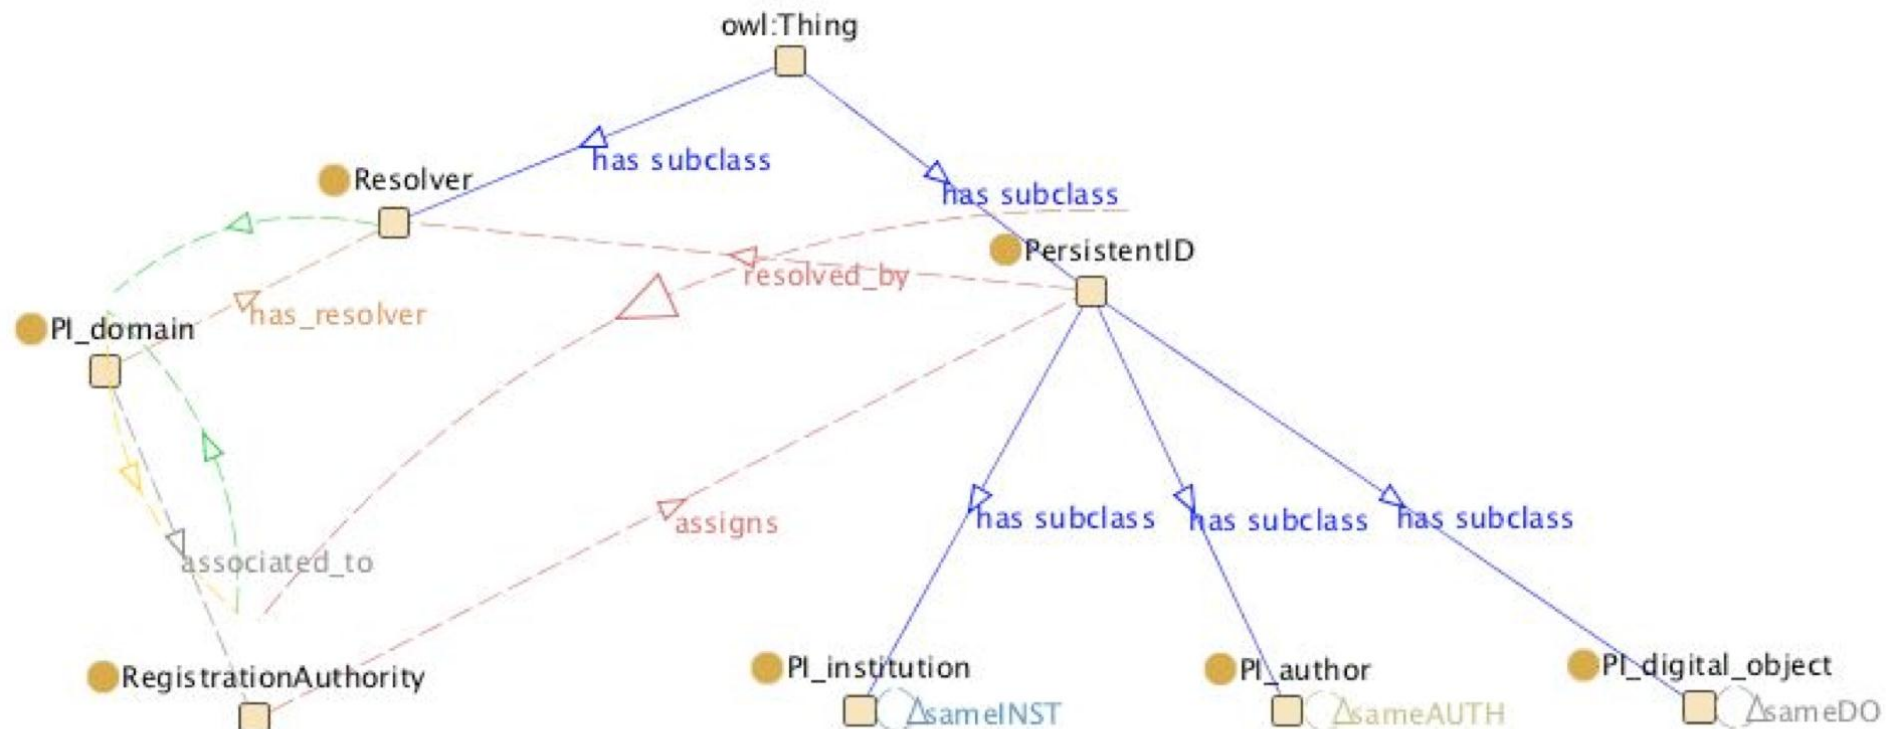 owl:Thing
has subclass
Resolver
has subclass
PersistentID
resolved_by
has_resolver
PI_domain
has subclass
has subclass
has subclass
assigns
associated_to
PI_institution
PI_author
PI_digital_object
RegistrationAuthority
sameINST
sameAUTH
sameDO